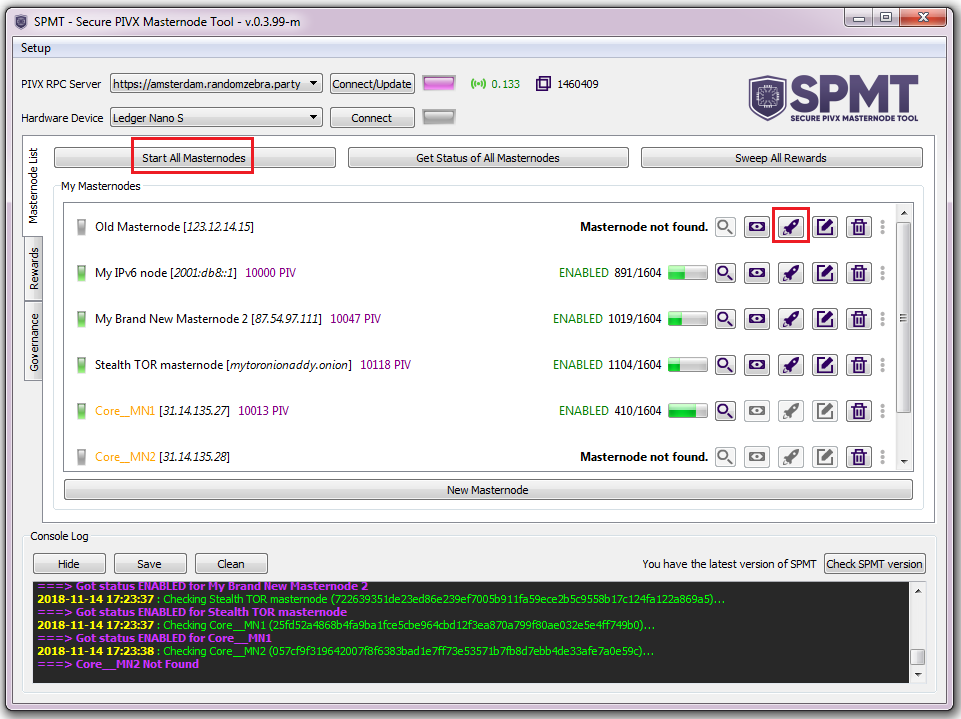 SPMT - Secure PIVX Masternode Tool - v.0.3.99-m
Setup
PIVX RPC Server https://amsterdam.randomzebra.party Connect/Update 0.133 1460409
Hardware Device Ledger Nano S Connect
SPMT
SECURE PIVX MASTERNODE TOOL
Masternode List
Rewards
Governance
Start All Masternodes Get Status of All Masternodes Sweep All Rewards
My Masternodes
Old Masternode [123.12.14.15] Masternode not found.
My IPv6 node [2001:db8::1] 10000 PIV ENABLED 891/1604
My Brand New Masternode 2 [87.54.97.111] 10047 PIV ENABLED 1019/1604
Stealth TOR masternode [mytoronionaddy.onion] 10118 PIV ENABLED 1104/1604
Core__MN1 [31.14.135.27] 10013 PIV ENABLED 410/1604
Core__MN2 [31.14.135.28] Masternode not found.
New Masternode
Console Log
Hide Save Clean You have the latest version of SPMT Check SPMT version
===> Got status ENABLED for My Brand New Masternode 2
2018-11-14 17:23:37 : Checking Stealth TOR masternode (722639351de23ed86e239ef7005b911fa59ece2b5c9558b17c124fa122a869a5)...
===> Got status ENABLED for Stealth TOR masternode
2018-11-14 17:23:37 : Checking Core__MN1 (25fd52a4868b4fa9ba1fce5cbe964cbd12f3ea870a799f80ae032e5e4ff749b0)...
===> Got status ENABLED for Core__MN1
2018-11-14 17:23:38 : Checking Core__MN2 (057cf9f319642007f8f6383bad1e7ff73e53571b7fb8d7ebb4de33afe7a0e59c)...
===> Core__MN2 Not Found